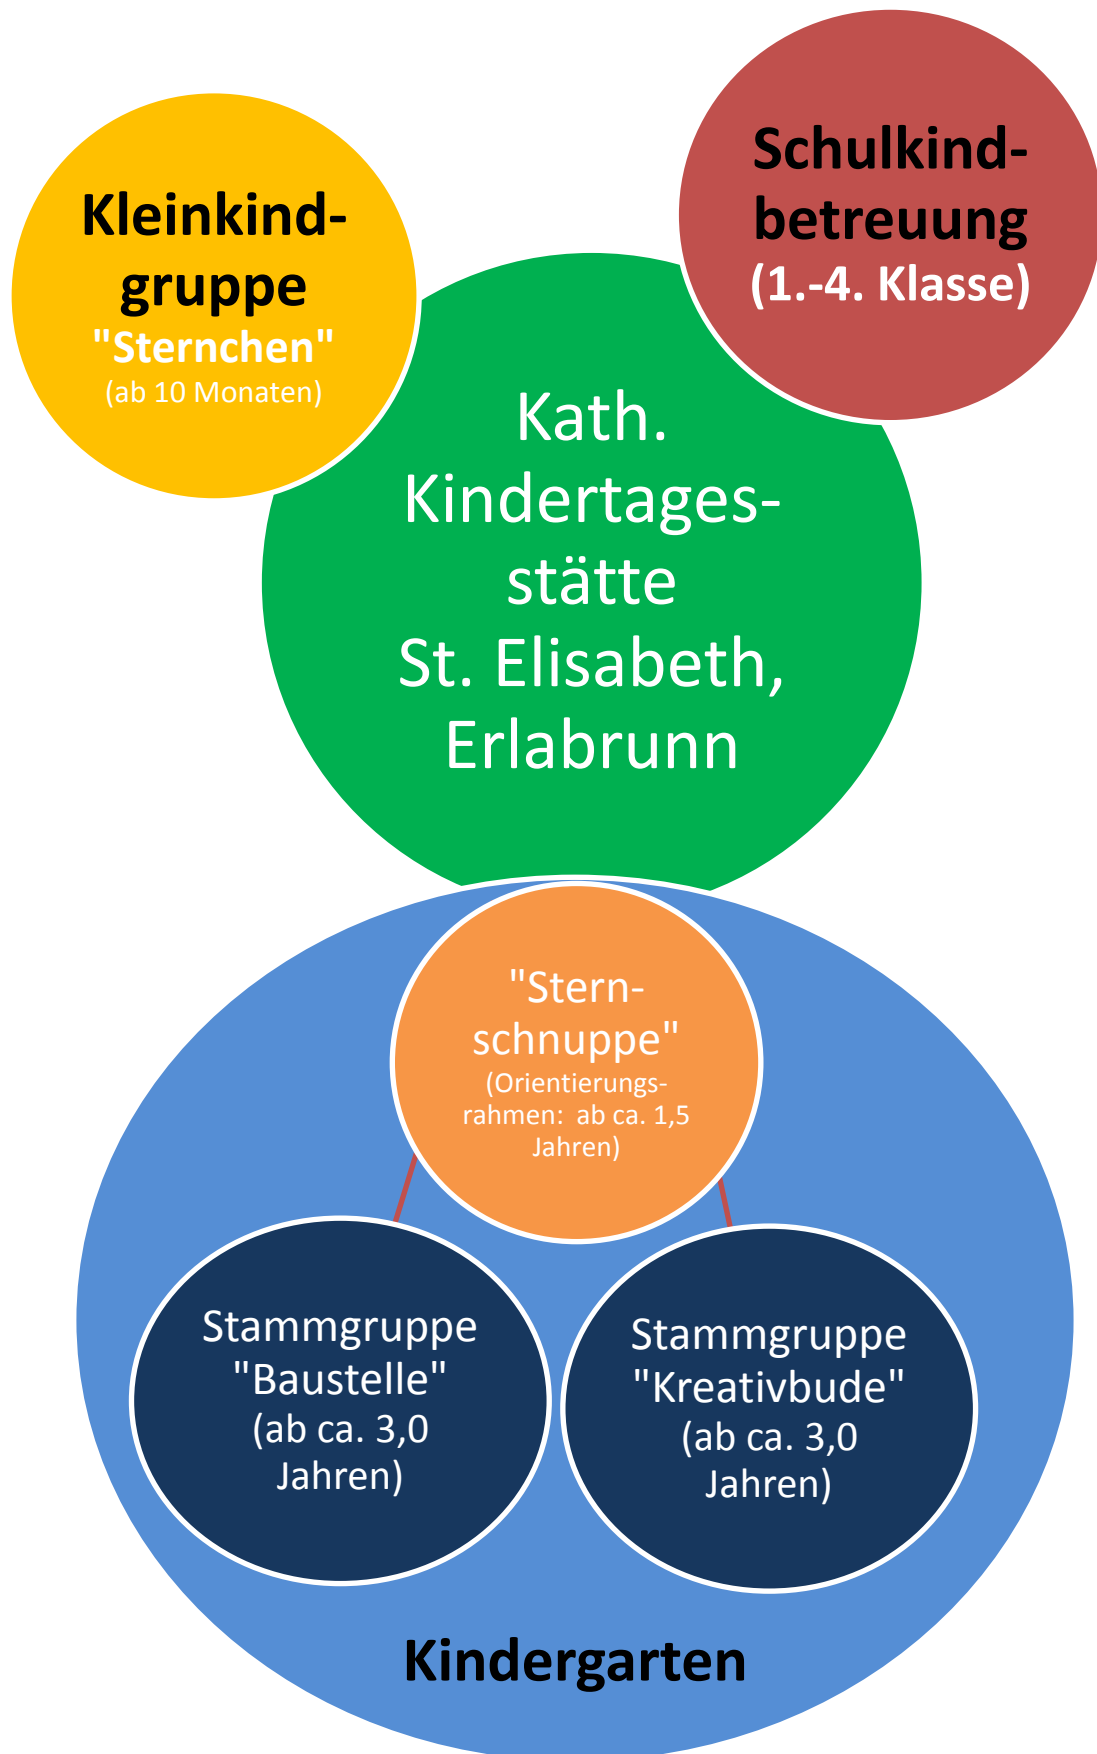 Kleinkind-
gruppe
"Sternchen"
(ab 10 Monaten)
Schulkind-
betreuung
(1.-4. Klasse)
Kath.
Kindertages-
stätte
St. Elisabeth,
Erlabrunn
"Stern-
schnuppe"
(Orientierungs-
rahmen:  ab ca. 1,5
Jahren)
Stammgruppe
"Baustelle"
(ab ca. 3,0
Jahren)
Stammgruppe
"Kreativbude"
(ab ca. 3,0
Jahren)
Kindergarten